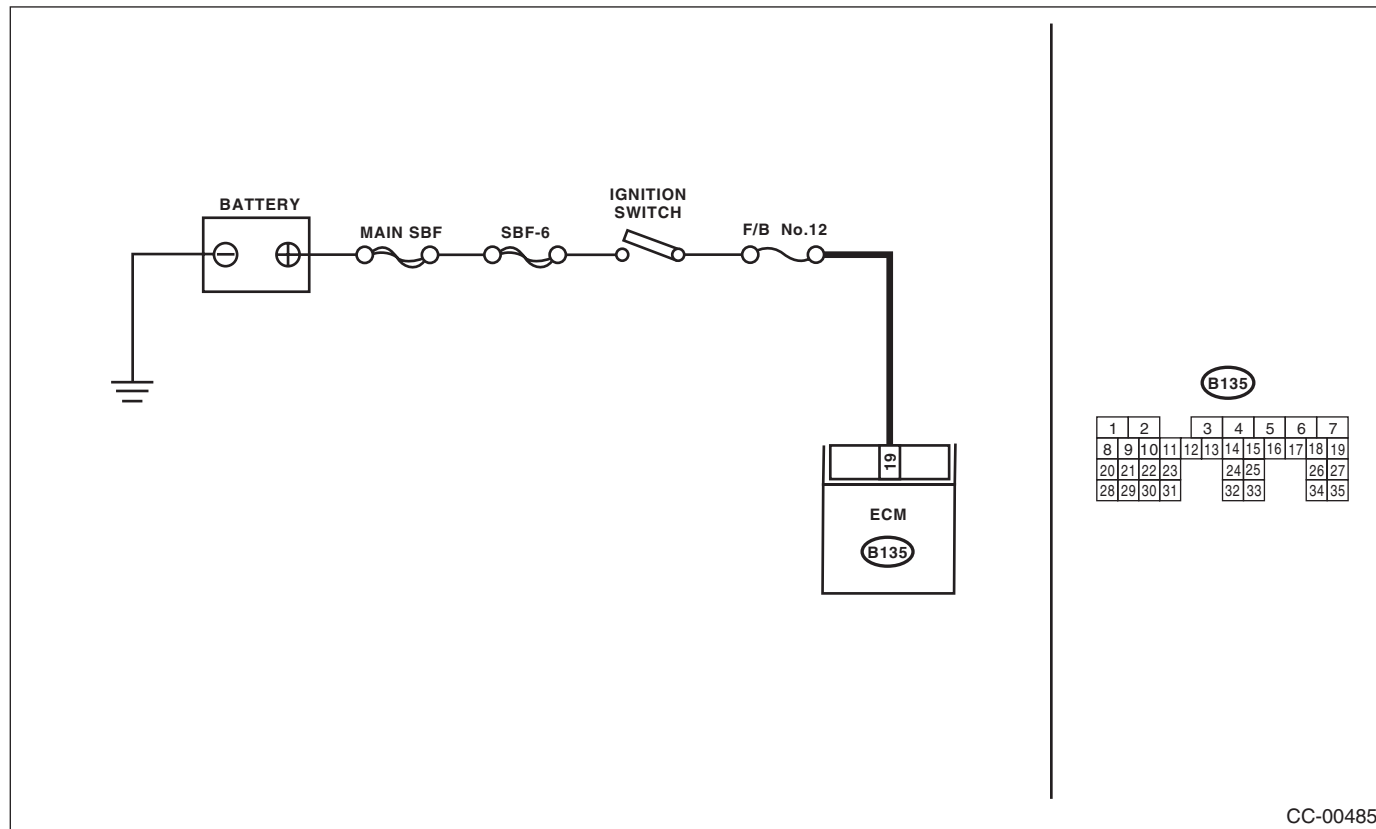 BATTERY
MAIN SBF
SBF-6
IGNITION
SWITCH
F/B No.12
19
ECM
B135
B135
1 2 3 4 5 6 7
8 9 10 11 12 13 14 15 16 17 18 19
20 21 22 23 24 25 26 27
28 29 30 31 32 33 34 35
CC-00485